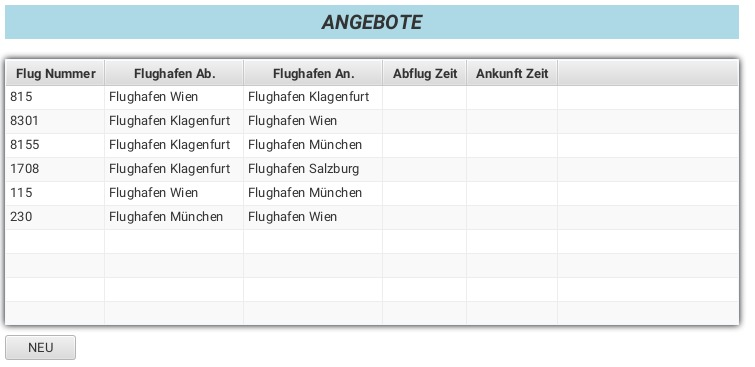 ANGEBOTE
Flug Nummer Flughafen Ab. Flughafen An. Abflug Zeit Ankunft Zeit
815 Flughafen Wien Flughafen Klagenfurt
8301 Flughafen Klagenfurt Flughafen Wien
8155 Flughafen Klagenfurt Flughafen München
1708 Flughafen Klagenfurt Flughafen Salzburg
115 Flughafen Wien Flughafen München
230 Flughafen München Flughafen Wien
NEU